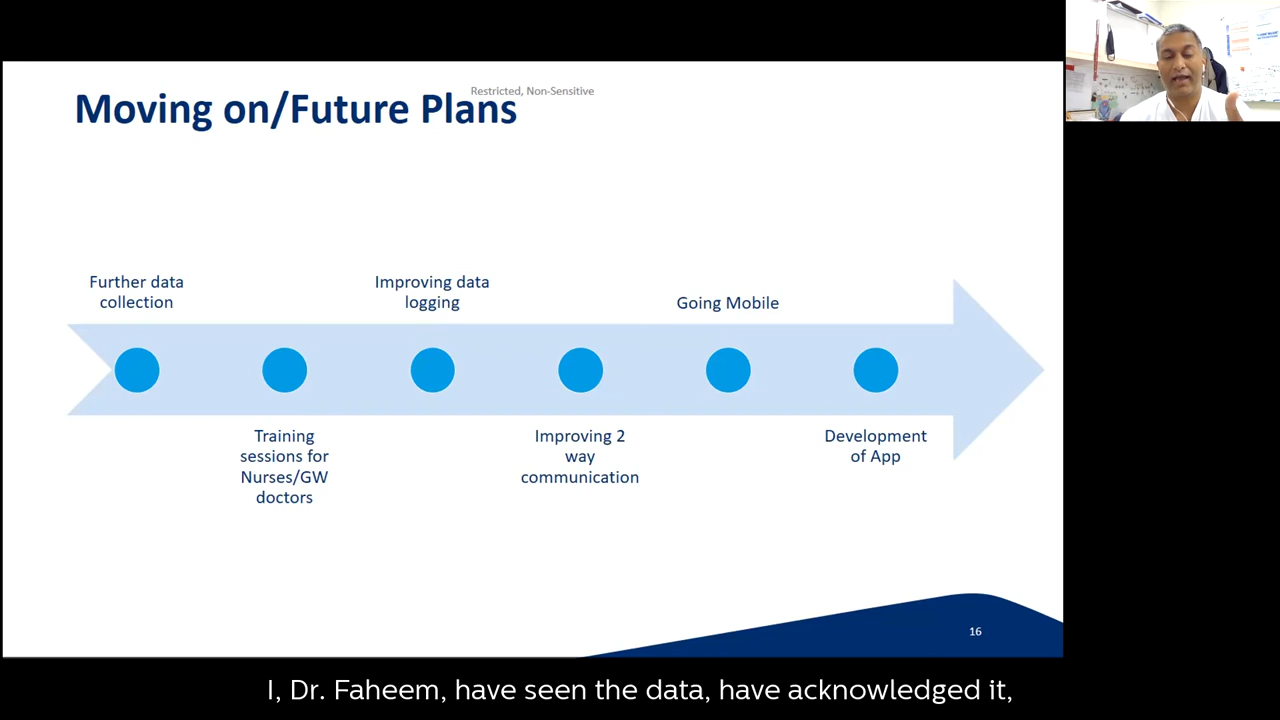 Restricted, Non-Sensitive
Moving on/Future Plans
Further data
collection
Training
sessions for
Nurses/GW
doctors
Improving data
logging
Improving 2
way
communication
Going Mobile
Development
of App
16
I, Dr. Faheem, have seen the data, have acknowledged it,